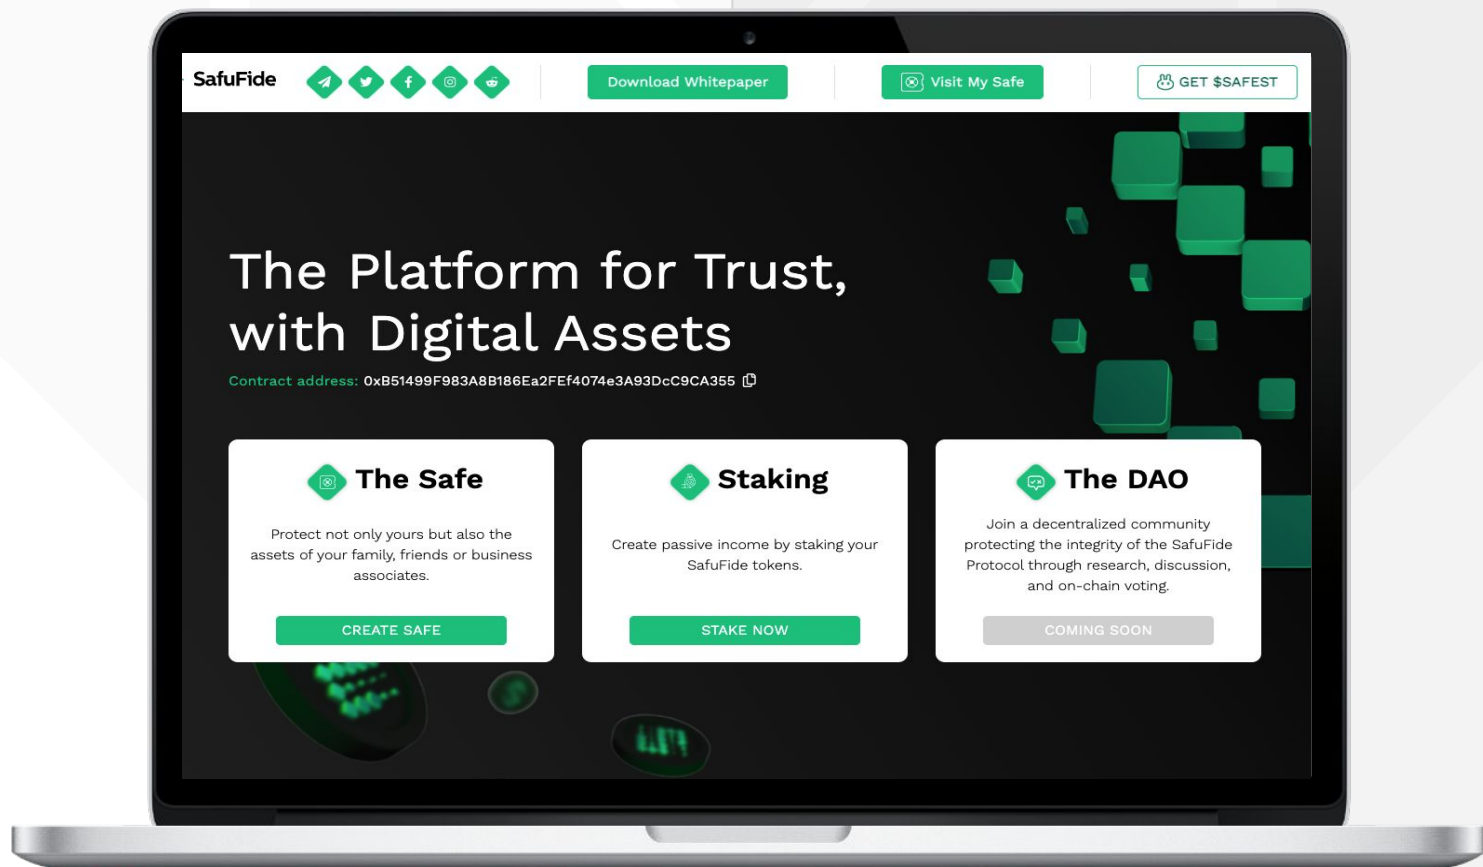 SafuFide
Download Whitepaper
Visit My Safe
GET $SAFEST
The Platform for Trust,
with Digital Assets
Contract address: 0xB51499F983A8B186Ea2FEf4074e3A93DcC9CA355
The Safe
Protect not only yours but also the
assets of your family, friends or business
associates.
CREATE SAFE
Staking
Create passive income by staking your
SafuFide tokens.
STAKE NOW
The DAO
Join a decentralized community
protecting the integrity of the SafuFide
Protocol through research, discussion,
and on-chain voting.
COMING SOON